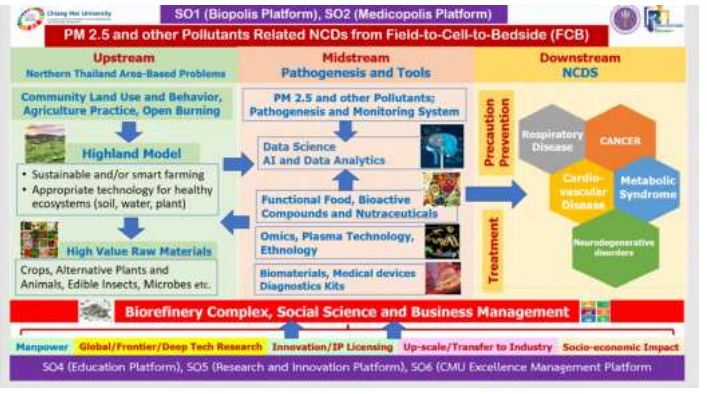 Chiang Mai University
SO1 (Biopolis Platform), SO2 (Medicopolis Platform)
PM 2.5 and other Pollutants Related NCDs from Field-to-Cell-to-Bedside (FCB)
Upstream
Northern Thailand Area-Based Problems
Community Land Use and Behavior,
Agriculture Practice, Open Burning
Highland Model
• Sustainable and/or smart farming
• Appropriate technology for healthy
ecosystems (soil, water, plant)
High Value Raw Materials
Crops, Alternative Plants and
Animals, Edible Insects, Microbes etc.
Midstream
Pathogenesis and Tools
PM 2.5 and other Pollutants;
Pathogenesis and Monitoring System
Data Science
AI and Data Analytics
Functional Food, Bioactive
Compounds and Nutraceuticals
Omics, Plasma Technology,
Ethnology
Biomaterials, Medical devices
Diagnostics Kits
Downstream
NCDS
Precaution
Prevention
Treatment
Respiratory
Disease
CANCER
Cardio-
vascular
Disease
Metabolic
Syndrome
Neurodegenerative
disorders
Biorefinery Complex, Social Science and Business Management
Manpower
Global/Frontier/Deep Tech Research
Innovation/IP Licensing
Up-scale/Transfer to Industry
Socio-economic Impact
SO4 (Education Platform), SO5 (Research and Innovation Platform), SO6 (CMU Excellence Management Platform